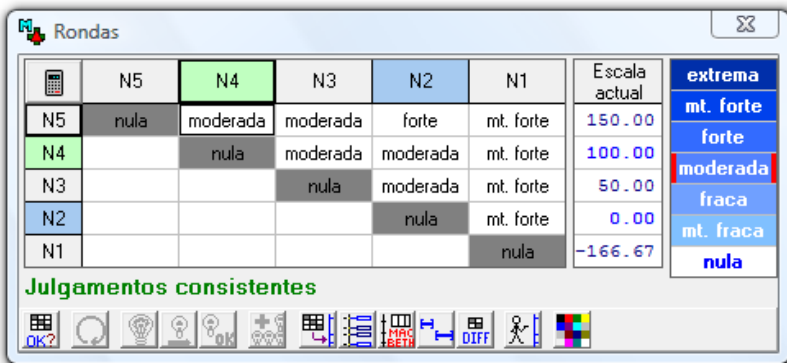 Rondas
N5 N4 N3 N2 N1 Escala actual extrema
N5 nula moderada moderada forte mt. forte 150.00 mt. forte
N4 nula moderada moderada mt. forte 100.00 forte
N3 nula moderada mt. forte 50.00 moderada
N2 nula mt. forte 0.00 fraca
N1 nula -166.67 mt. fraca
nula
Julgamentos consistentes
OK? OK MAC BETH DIFF